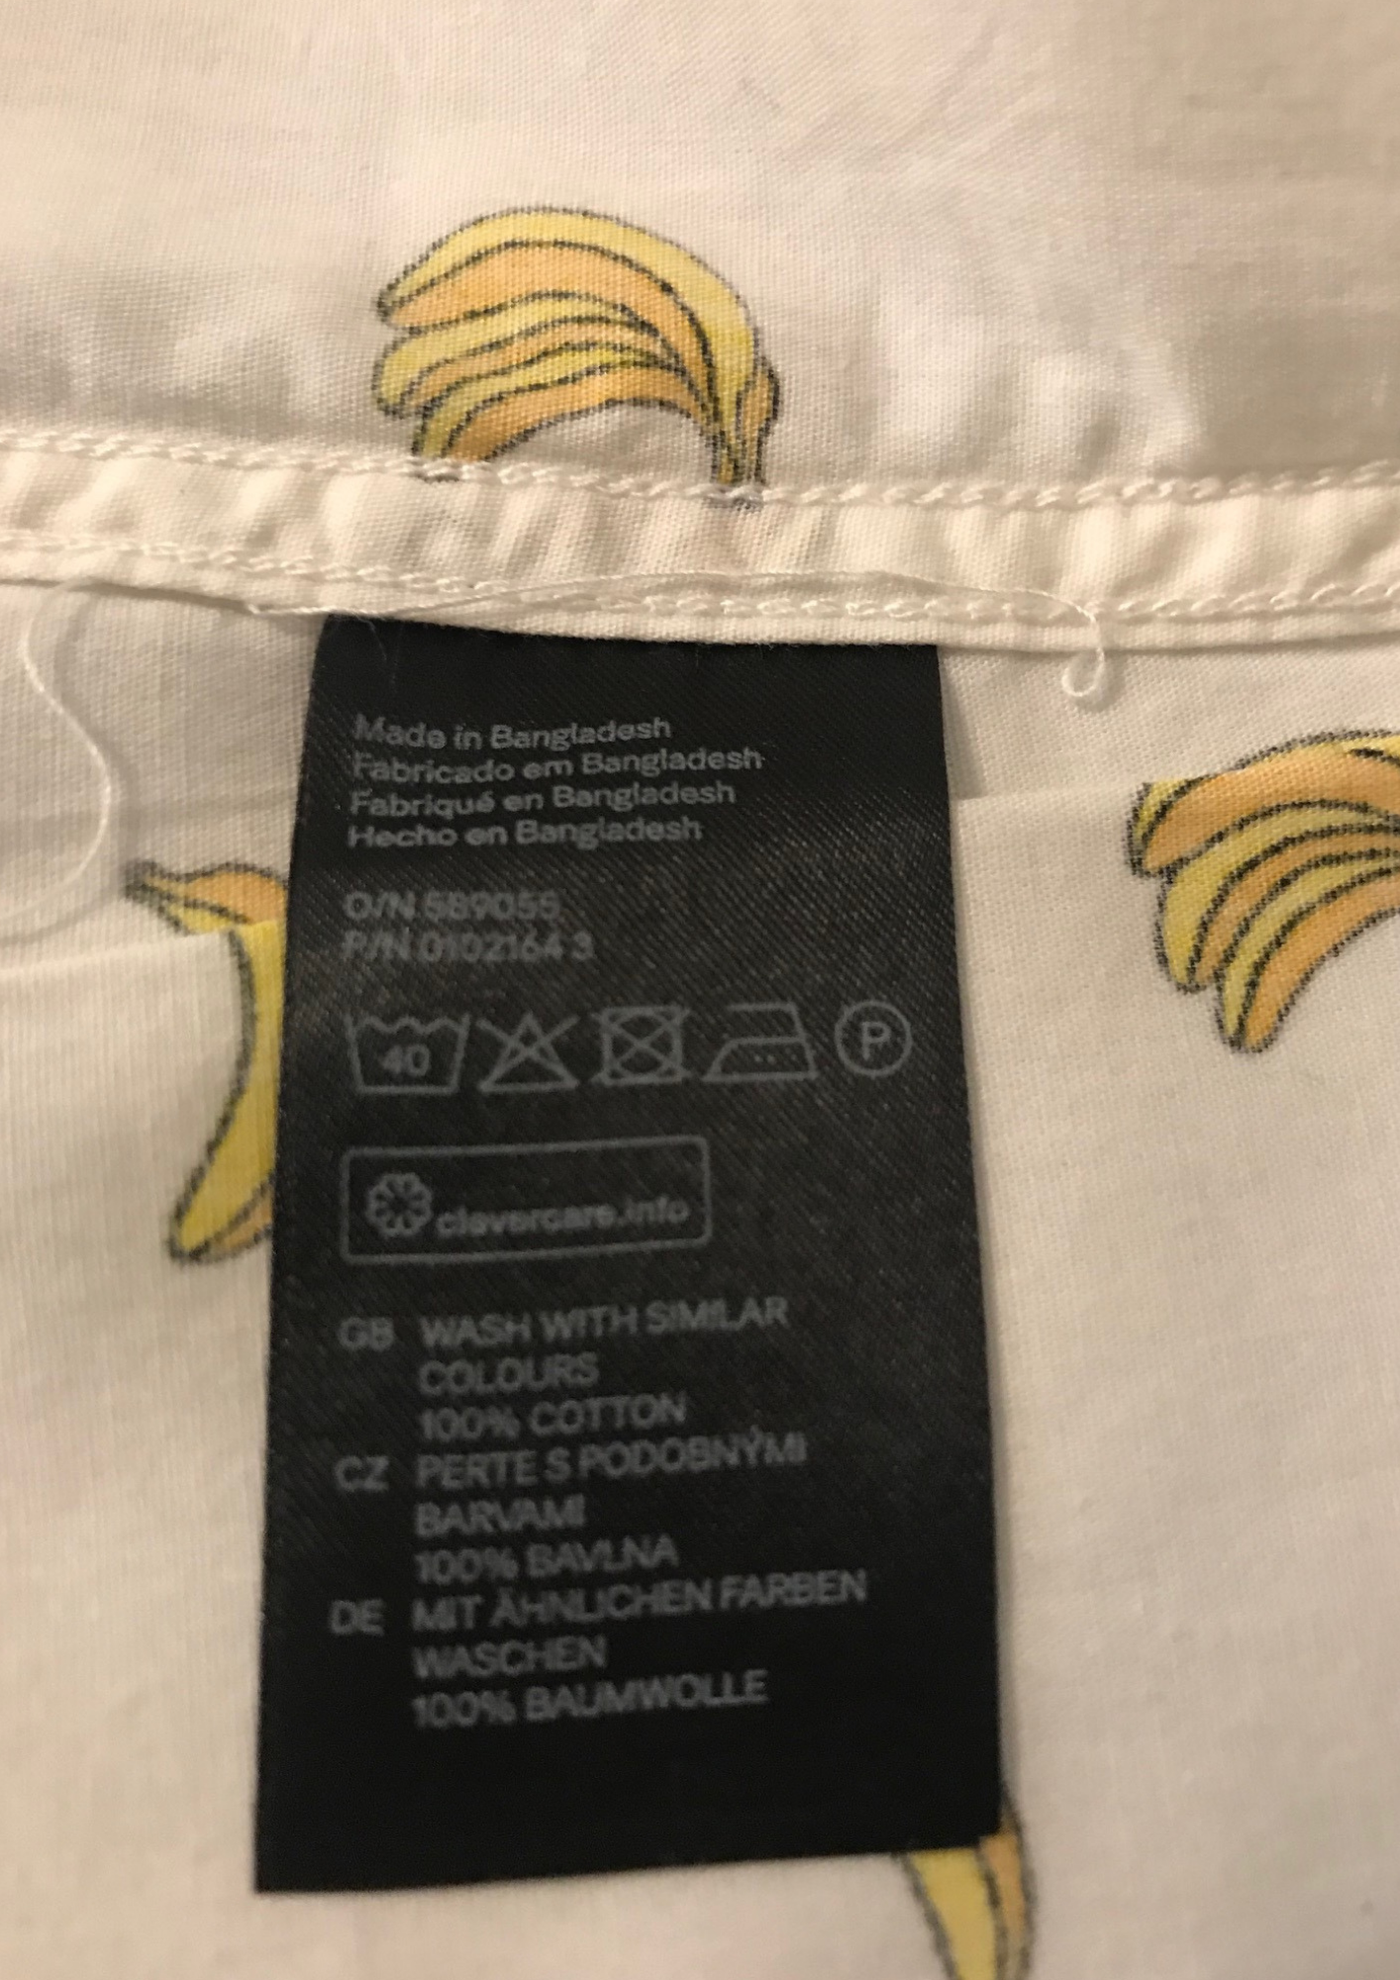 Made in Bangladesh
Fabricado em Bangladesh
Fabriqué en Bangladesh
Hecho en Bangladesh
O/N.589055
P/N.0102164 3
40 P
clevercare.info
GB WASH WITH SIMILAR
COLOURS
100% COTTON
CZ PERTE S PODOBNÝMI
BARVAMI
100% BAVLNA
DE MIT ÄHNLICHEN FARBEN
WASCHEN
100% BAUMWOLLE